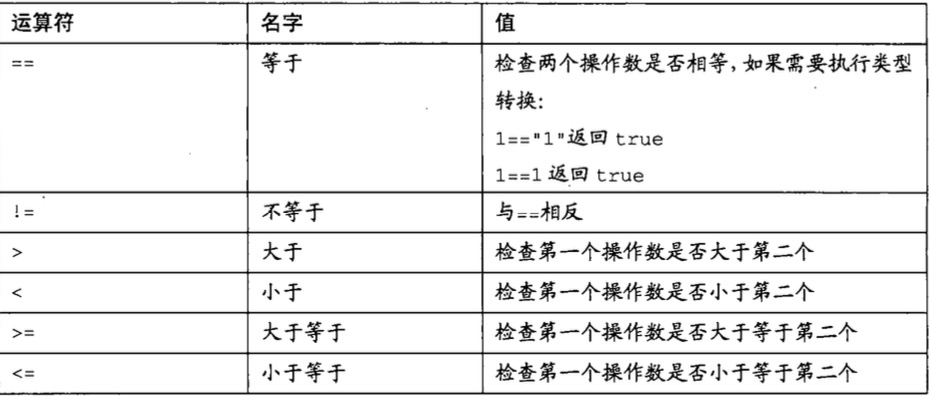 运算符 名字 值
== 等于 检查两个操作数是否相等，如果需要执行类型
转换：
1=="1"返回 true
1==1 返回 true
!= 不等于 与==相反
> 大于 检查第一个操作数是否大于第二个
< 小于 检查第一个操作数是否小于第二个
>= 大于等于 检查第一个操作数是否大于等于第二个
<= 小于等于 检查第一个操作数是否小于等于第二个